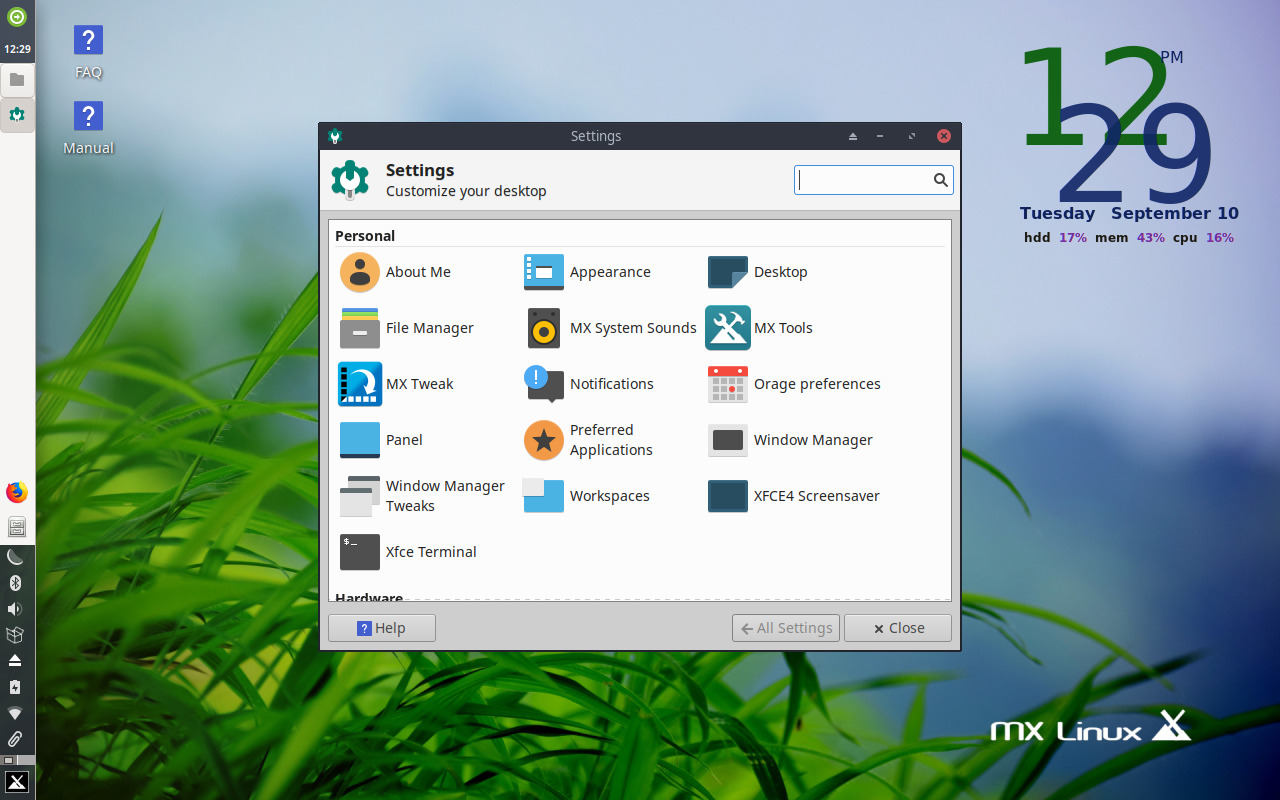 12:29
FAQ
Manual
12
PM
29
Tuesday September 10
hdd 17% mem 43% cpu 16%
Settings
Settings
Customize your desktop
Personal
About Me
Appearance
Desktop
File Manager
MX System Sounds
MX Tools
MX Tweak
Notifications
Orage preferences
Panel
Preferred
Applications
Window Manager
Window Manager
Tweaks
Workspaces
XFCE4 Screensaver
$_
Xfce Terminal
Hardware
? Help
All Settings
Close
MX Linux